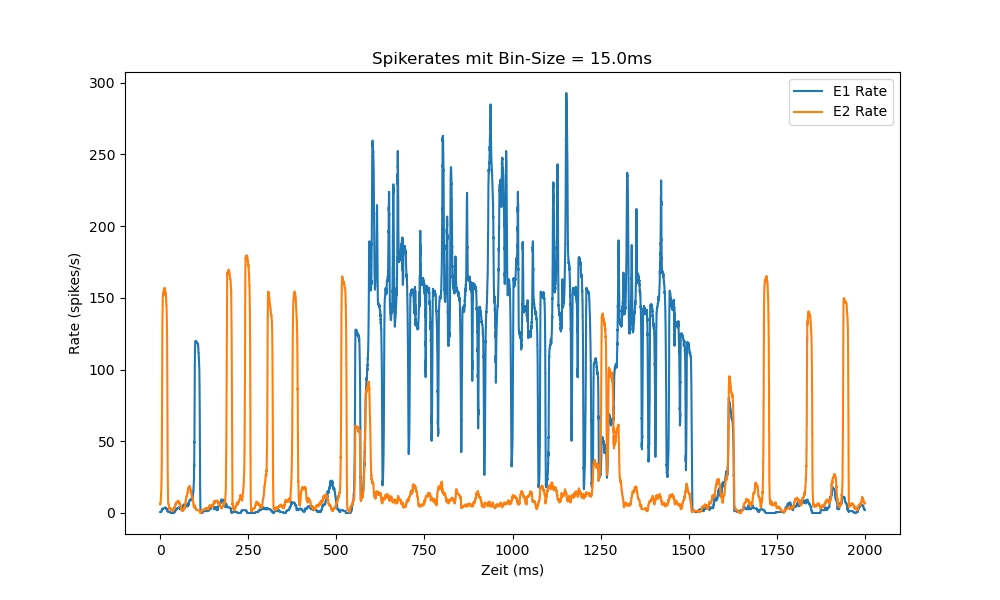 Spikerates mit Bin-Size = 15.0ms
E1 Rate
E2 Rate
300
250
200
150
100
50
0
Rate (spikes/s)
0 250 500 750 1000 1250 1500 1750 2000
Zeit (ms)